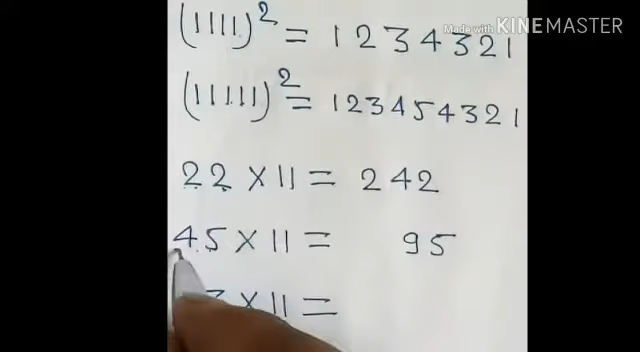 (1111)² = 1234321
(11111)² = 123454321
22 × 11 = 242
45 × 11 = 95
× 11 =
Made with KINEMASTER